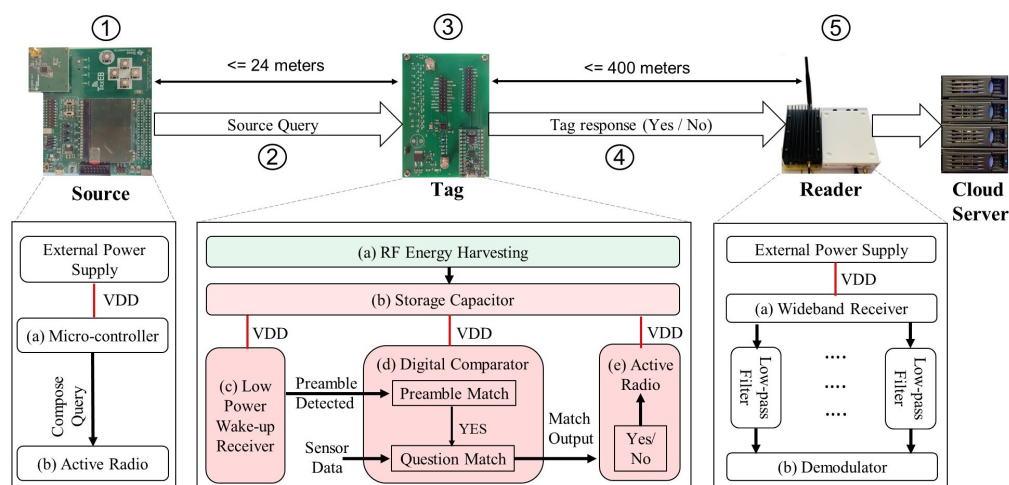 ① ③ ⑤
<= 24 meters <= 400 meters
Source Query Tag response (Yes / No)
② ④
Source Tag Reader Cloud
Server
External Power
Supply
VDD
(a) Micro-controller
Compose
Query
(b) Active Radio
(a) RF Energy Harvesting
(b) Storage Capacitor
VDD VDD VDD
(c) Low
Power
Wake-up
Receiver
Preamble
Detected
(d) Digital Comparator
Preamble Match
YES
Sensor
Data
Question Match
Match
Output
(e) Active
Radio
Yes/
No
External Power Supply
VDD
(a) Wideband Receiver
Low-pass
Filter
....
....
Low-pass
Filter
....
....
(b) Demodulator